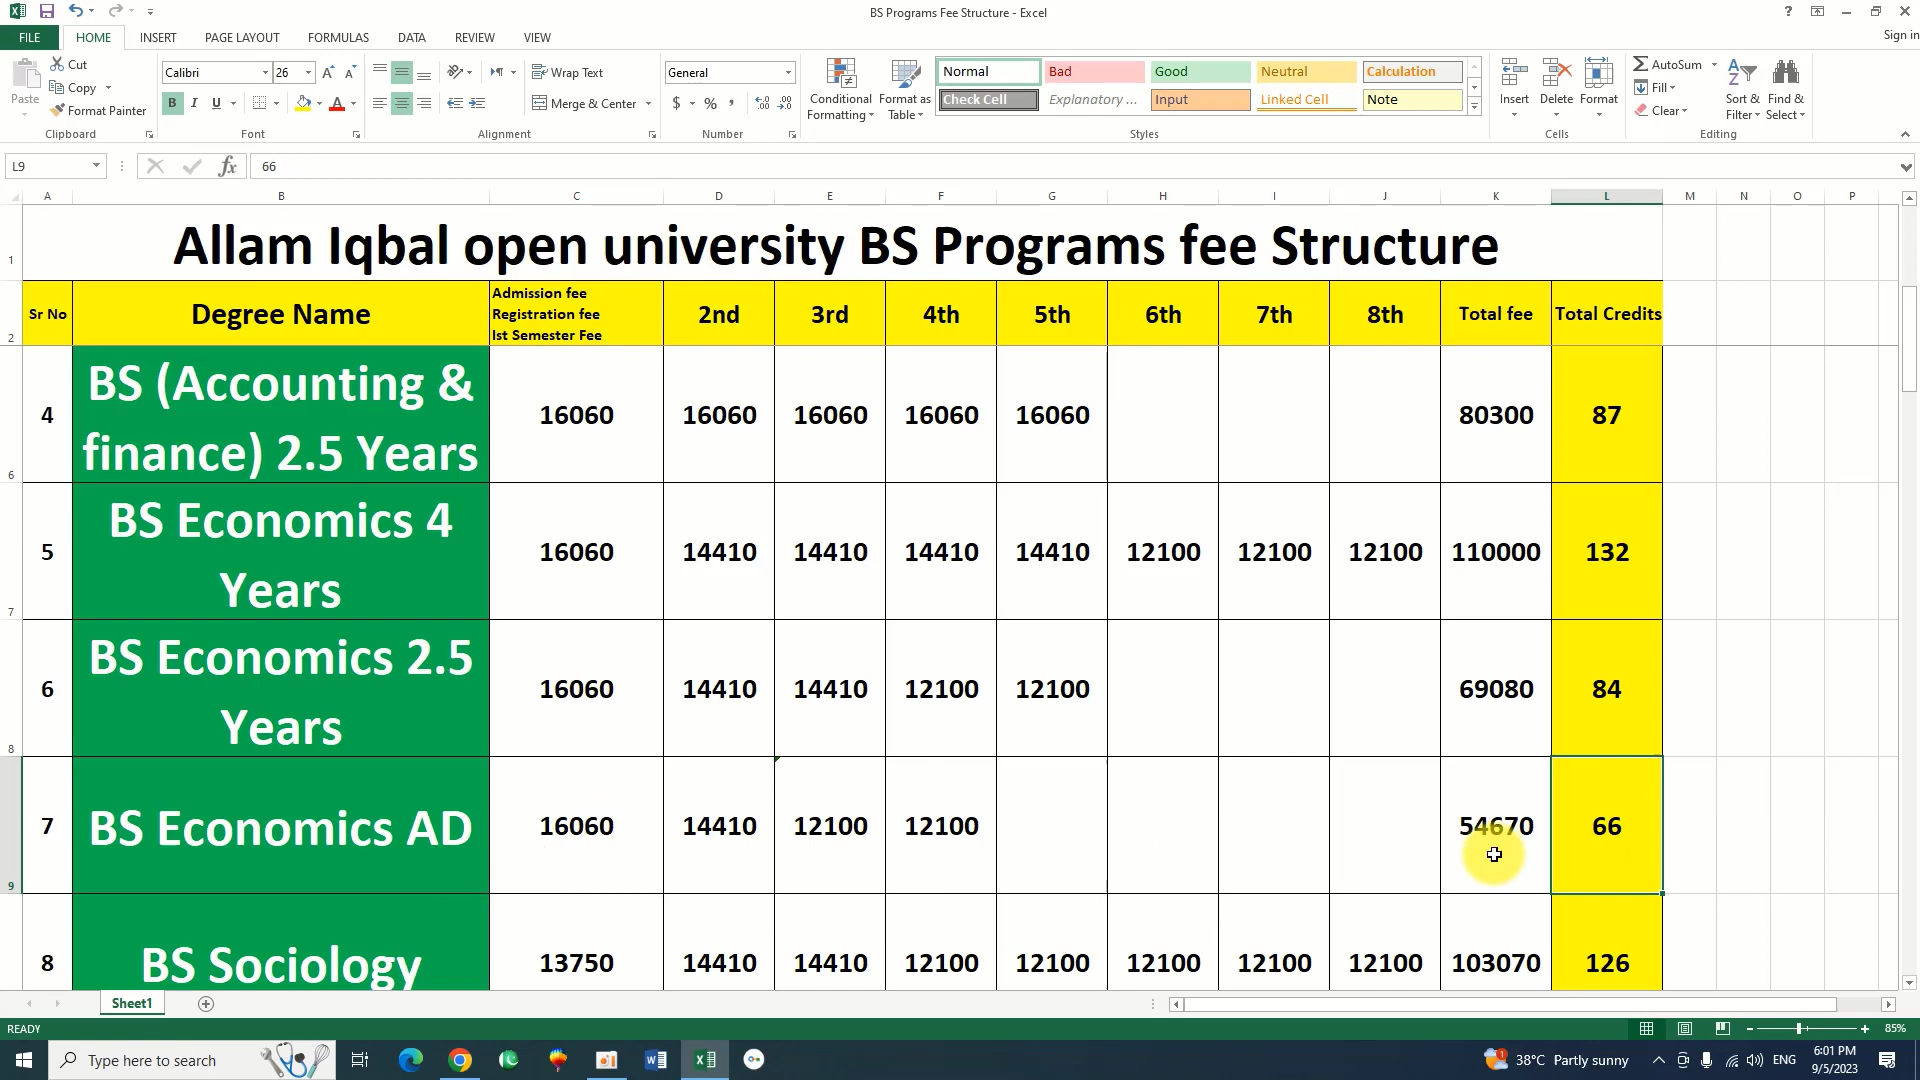 BS Programs Fee Structure - Excel
Sign in
FILE HOME INSERT PAGE LAYOUT FORMULAS DATA REVIEW VIEW
Paste
Cut
Copy
Format Painter
Clipboard
Calibri 26
B I U
Font
Wrap Text
Merge & Center
Alignment
General
$ % ,
Number
Conditional Formatting
Format as Table
Normal Bad Good Neutral Calculation
Check Cell Explanatory ... Input Linked Cell Note
Styles
Insert Delete Format
Cells
AutoSum
Fill
Clear
Sort & Filter
Find & Select
Editing
L9 fx 66
A B C D E F G H I J K L M N O P
1 Allam Iqbal open university BS Programs fee Structure
2 Sr No Degree Name Admission fee Registration fee Ist Semester Fee 2nd 3rd 4th 5th 6th 7th 8th Total fee Total Credits
6 4 BS (Accounting & finance) 2.5 Years 16060 16060 16060 16060 16060 80300 87
7 5 BS Economics 4 Years 16060 14410 14410 14410 14410 12100 12100 12100 110000 132
8 6 BS Economics 2.5 Years 16060 14410 14410 12100 12100 69080 84
9 7 BS Economics AD 16060 14410 12100 12100 54670 66
8 BS Sociology 13750 14410 14410 12100 12100 12100 12100 12100 103070 126
Sheet1
READY
85%
Type here to search
38°C Partly sunny
ENG
6:01 PM
9/5/2023